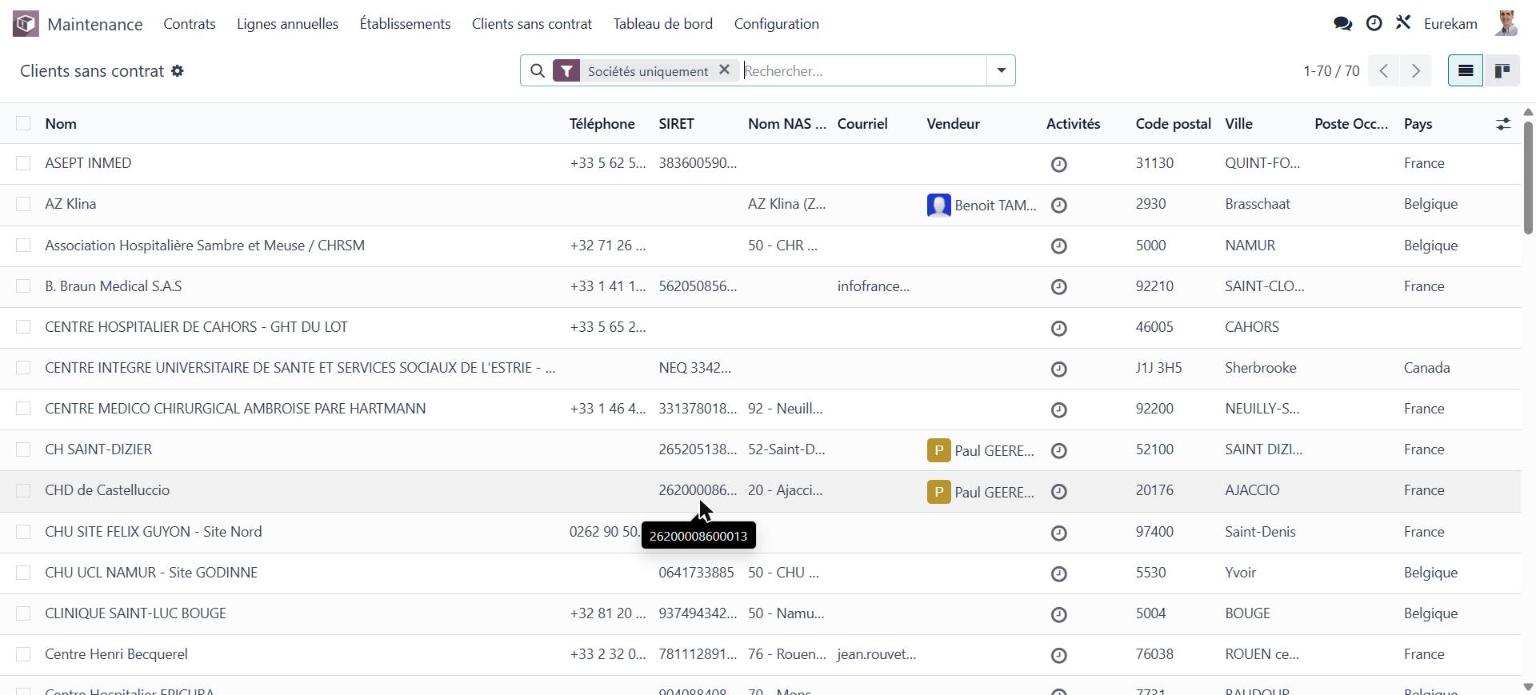 Maintenance Contrats Lignes annuelles Établissements Clients sans contrat Tableau de bord Configuration Eurekam
Clients sans contrat Sociétés uniquement Rechercher... 1-70 / 70
Nom Téléphone SIRET Nom NAS ... Courriel Vendeur Activités Code postal Ville Poste Occ... Pays
ASEPT INMED +33 5 62 5... 383600590... 31130 QUINT-FO... France
AZ Klina AZ Klina (Z... Benoit TAM... 2930 Brasschaat Belgique
Association Hospitalière Sambre et Meuse / CHRSM +32 71 26 ... 50 - CHR ... 5000 NAMUR Belgique
B. Braun Medical S.A.S +33 1 41 1... 562050856... infofrance... 92210 SAINT-CLO... France
CENTRE HOSPITALIER DE CAHORS - GHT DU LOT +33 5 65 2... 46005 CAHORS
CENTRE INTEGRE UNIVERSITAIRE DE SANTE ET SERVICES SOCIAUX DE L'ESTRIE - ... NEQ 3342... J1J 3H5 Sherbrooke Canada
CENTRE MEDICO CHIRURGICAL AMBROISE PARE HARTMANN +33 1 46 4... 331378018... 92 - Neuill... 92200 NEUILLY-S... France
CH SAINT-DIZIER 265205138... 52-Saint-D... P Paul GEERE... 52100 SAINT DIZI... France
CHD de Castelluccio 262000086... 20 - Ajacci... P Paul GEERE... 20176 AJACCIO France
CHU SITE FELIX GUYON - Site Nord 0262 90 50. 26200008600013 97400 Saint-Denis France
CHU UCL NAMUR - Site GODINNE 0641733885 50 - CHU ... 5530 Yvoir Belgique
CLINIQUE SAINT-LUC BOUGE +32 81 20 ... 937494342... 50 - Namu... 5004 BOUGE Belgique
Centre Henri Becquerel +33 2 32 0... 781112891... 76 - Rouen... jean.rouvet... 76038 ROUEN ce... France
Centre Hospitalier EPICURA 904088408... 70 - Mons... 7731 BAUDOUR Belgique